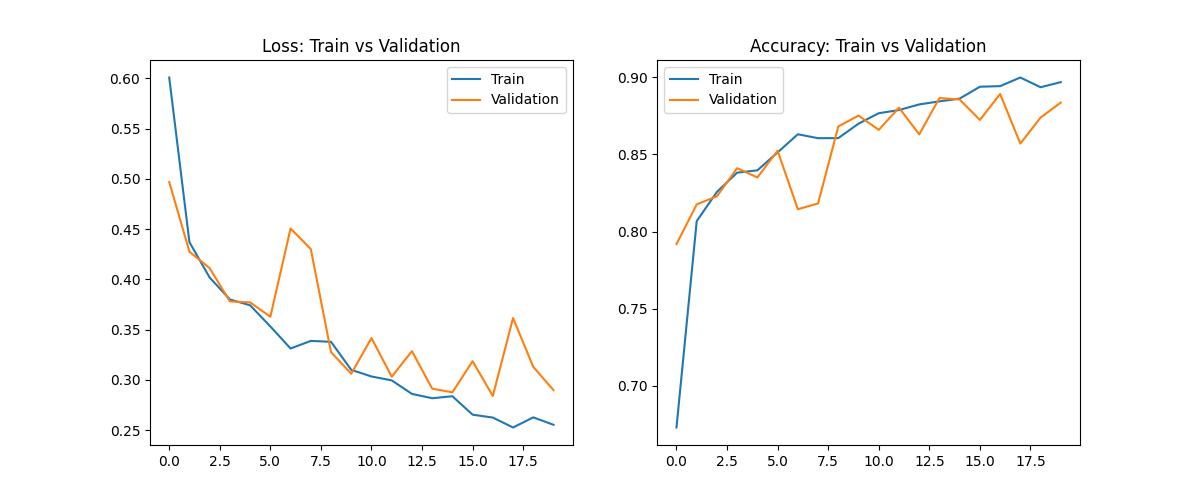 Loss: Train vs Validation
Train
Validation
0.60
0.55
0.50
0.45
0.40
0.35
0.30
0.25
0.0 2.5 5.0 7.5 10.0 12.5 15.0 17.5
Accuracy: Train vs Validation
Train
Validation
0.90
0.85
0.80
0.75
0.70
0.0 2.5 5.0 7.5 10.0 12.5 15.0 17.5